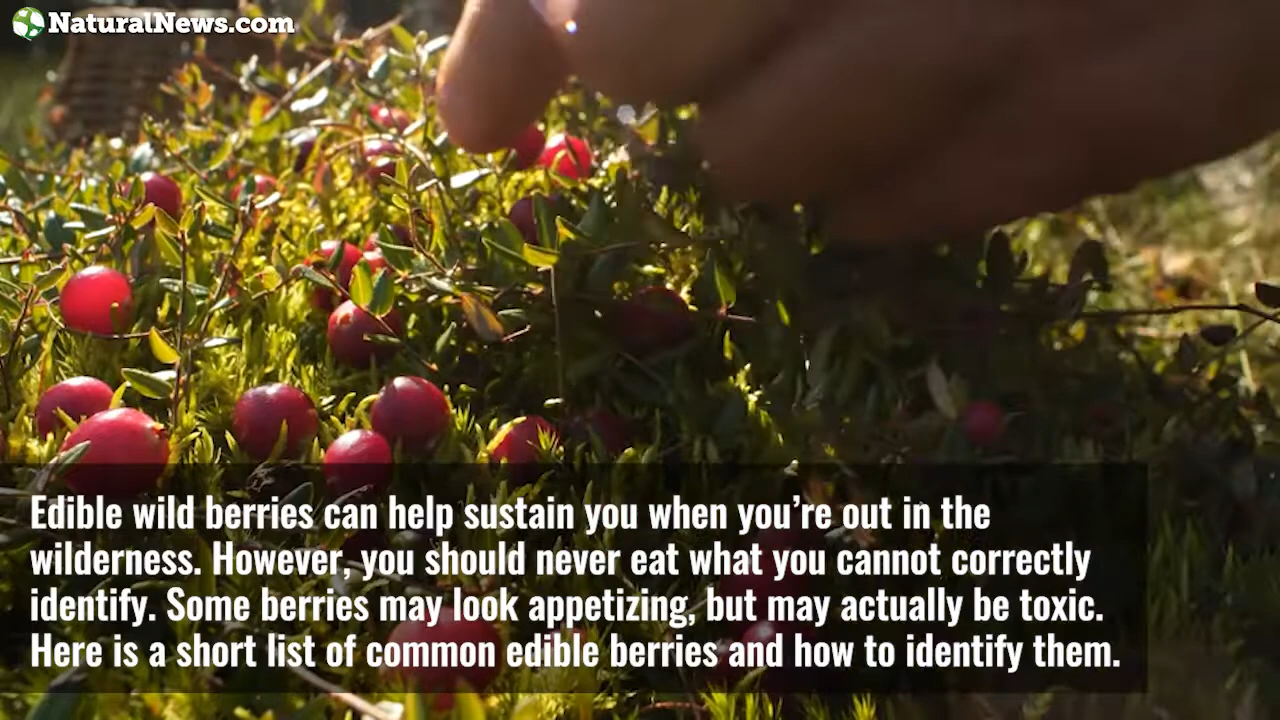 NaturalNews.com
Edible wild berries can help sustain you when you’re out in the
wilderness. However, you should never eat what you cannot correctly
identify. Some berries may look appetizing, but may actually be toxic.
Here is a short list of common edible berries and how to identify them.